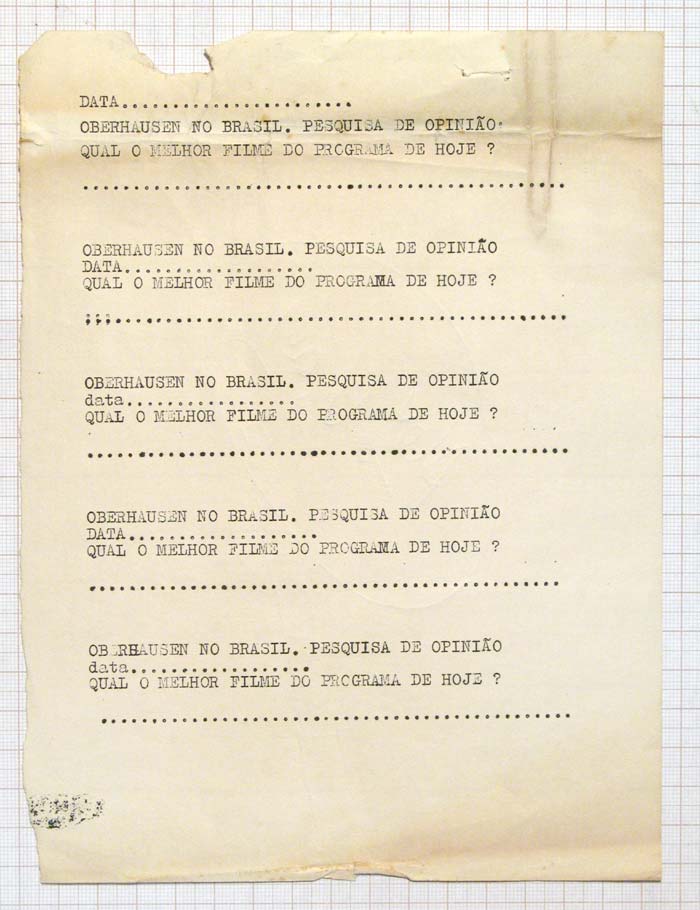 DATA........................
OBERHAUSEN NO BRASIL. PESQUISA DE OPINIÃO.
QUAL O MELHOR FILME DO PROGRAMA DE HOJE ?
........................................................
OBERHAUSEN NO BRASIL. PESQUISA DE OPINIÃO
DATA......................
QUAL O MELHOR FILME DO PROGRAMA DE HOJE ?
;;;.....................................................
OBERHAUSEN NO BRASIL. PESQUISA DE OPINIÃO
data....................
QUAL O MELHOR FILME DO PROGRAMA DE HOJE ?
........................................................
OBERHAUSEN NO BRASIL. PESQUISA DE OPINIÃO
DATA......................
QUAL O MELHOR FILME DO PROGRAMA DE HOJE ?
.......................................................
OBERHAUSEN NO BRASIL. PESQUISA DE OPINIÃO
data.....................
QUAL O MELHOR FILME DO PROGRAMA DE HOJE ?
.......................................................